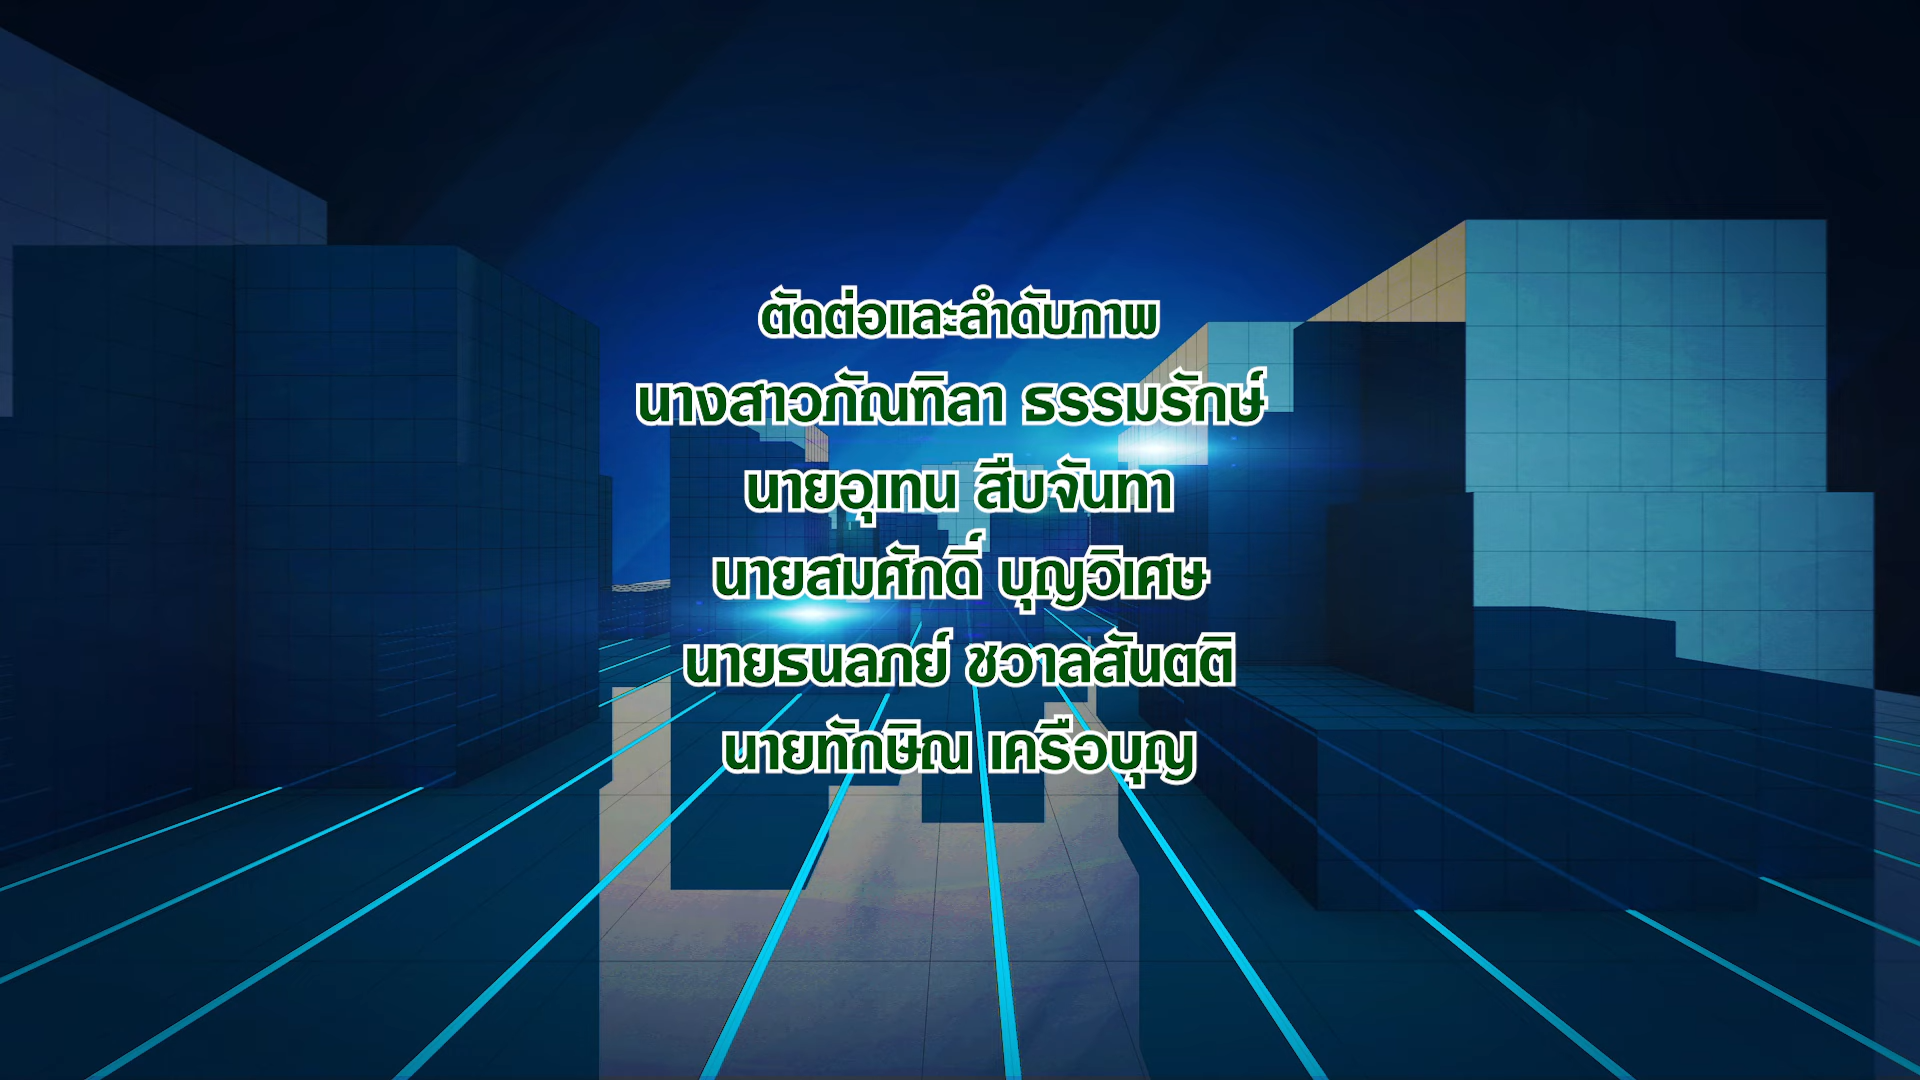 ตัดต่อและลำดับภาพ
นางสาวภัณฑิลา ธรรมรักษ์
นายอุเทน สืบจันทา
นายสมศักดิ์ บุญวิเศษ
นายธนลภย์ ชวาลสันตติ
นายทักษิณ เครือบุญ